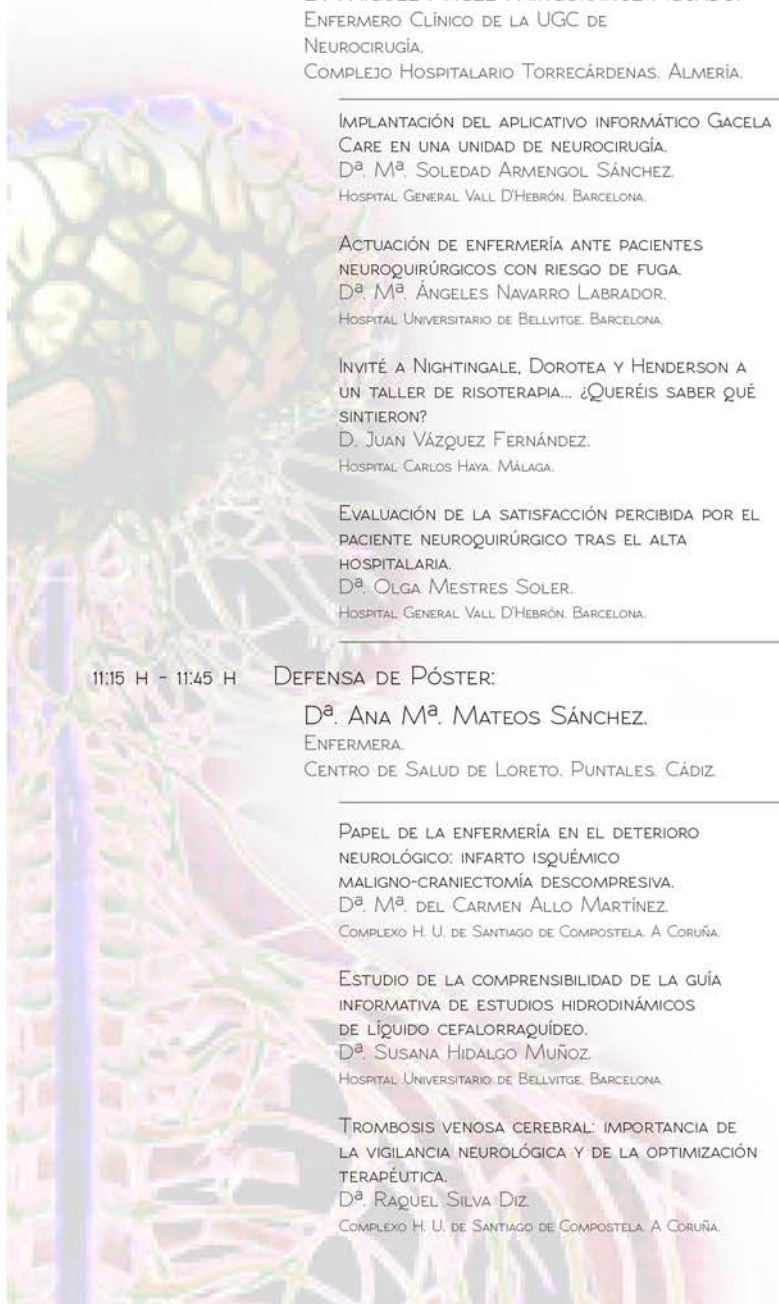 Enfermero Clínico de la UGC de
Neurocirugía.
Complejo Hospitalario Torrecárdenas. Almería.
Implantación del aplicativo informático Gacela
Care en una unidad de neurocirugía.
Dª. Mª. Soledad Armengol Sánchez.
Hospital General Vall D'Hebrón. Barcelona.
Actuación de enfermería ante pacientes
neuroquirúrgicos con riesgo de fuga.
Dª. Mª. Ángeles Navarro Labrador.
Hospital Universitario de Bellvitge. Barcelona.
Invité a Nightingale, Dorotea y Henderson a
un taller de risoterapia... ¿Queréis saber qué
sintieron?
D. Juan Vázquez Fernández.
Hospital Carlos Haya. Málaga.
Evaluación de la satisfacción percibida por el
paciente neuroquirúrgico tras el alta
hospitalaria.
Dª. Olga Mestres Soler.
Hospital General Vall D'Hebrón. Barcelona.
11:15 h - 11:45 h Defensa de Póster:
Dª. Ana Mª. Mateos Sánchez.
Enfermera.
Centro de Salud de Loreto. Puntales. Cádiz.
Papel de la enfermería en el deterioro
neurológico: infarto isquémico
maligno-craniectomía descompresiva.
Dª. Mª. del Carmen Allo Martínez.
Complexo H. U. de Santiago de Compostela. A Coruña.
Estudio de la comprensibilidad de la guía
informativa de estudios hidrodinámicos
de líquido cefalorraquídeo.
Dª. Susana Hidalgo Muñoz.
Hospital Universitario de Bellvitge. Barcelona.
Trombosis venosa cerebral: importancia de
la vigilancia neurológica y de la optimización
terapéutica.
Dª. Raquel Silva Diz.
Complexo H. U. de Santiago de Compostela. A Coruña.